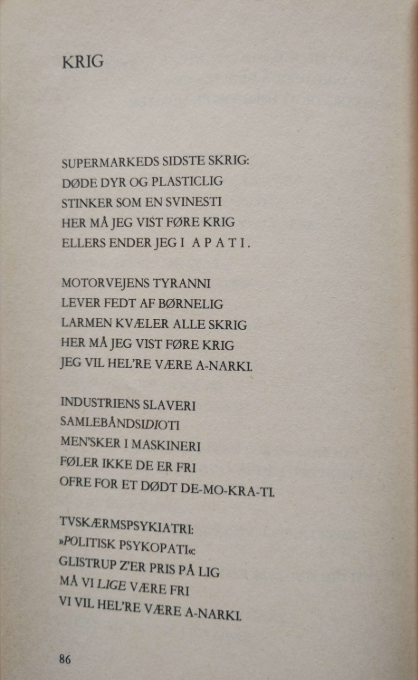 KRIG
SUPERMARKEDS SIDSTE SKRIG:
DØDE DYR OG PLASTICLIG
STINKER SOM EN SVINESTI
HER MÅ JEG VIST FØRE KRIG
ELLERS ENDER JEG I A P A T I .
MOTORVEJENS TYRANNI
LEVER FEDT AF BØRNELIG
LARMEN KVÆLER ALLE SKRIG
HER MÅ JEG VIST FØRE KRIG
JEG VIL HEL'RE VÆRE A-NARKI.
INDUSTRIENS SLAVERI
SAMLEBÅNDSIDIOTI
MEN'SKER I MASKINERI
FØLER IKKE DE ER FRI
OFRE FOR ET DØDT DE-MO-KRA-TI.
TVSKÆRMSPSYKIATRI:
»POLITISK PSYKOPATI«:
GLISTRUP Z'ER PRIS PÅ LIG
MÅ VI LIGE VÆRE FRI
VI VIL HEL'RE VÆRE A-NARKI.
86